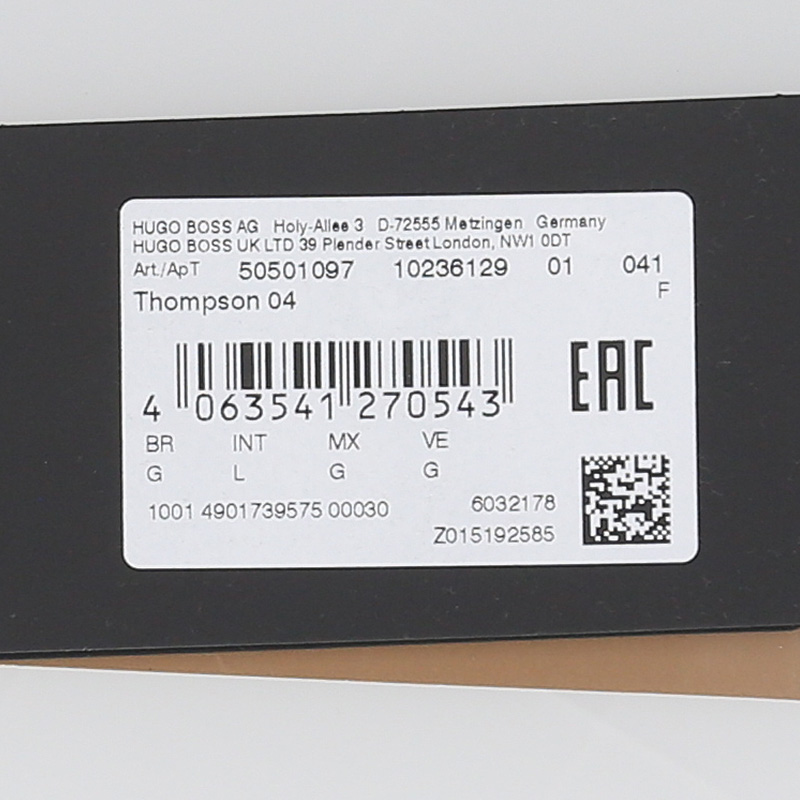 HUGO BOSS AG Holy-Allee 3 D-72555 Metzingen Germany
HUGO BOSS UK LTD 39 Plender Street London, NW1 0DT
Art./ApT 50501097 10236129 01 041
F
Thompson 04
EAC
4 063541 270543
BR INT MX VE
G L G G
1001 4901739575 00030
6032178
Z015192585